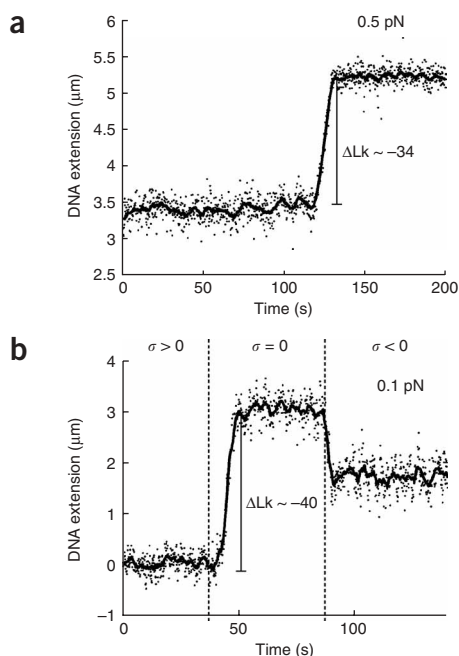 a
0.5 pN
6
5.5
5
4.5
4
3.5
3
2.5
DNA extension (μm)
ΔLk ~ –34
0 50 100 150 200
Time (s)
b
σ > 0 σ = 0 σ < 0
0.1 pN
4
3
2
1
0
–1
DNA extension (μm)
ΔLk ~ –40
0 50 100
Time (s)